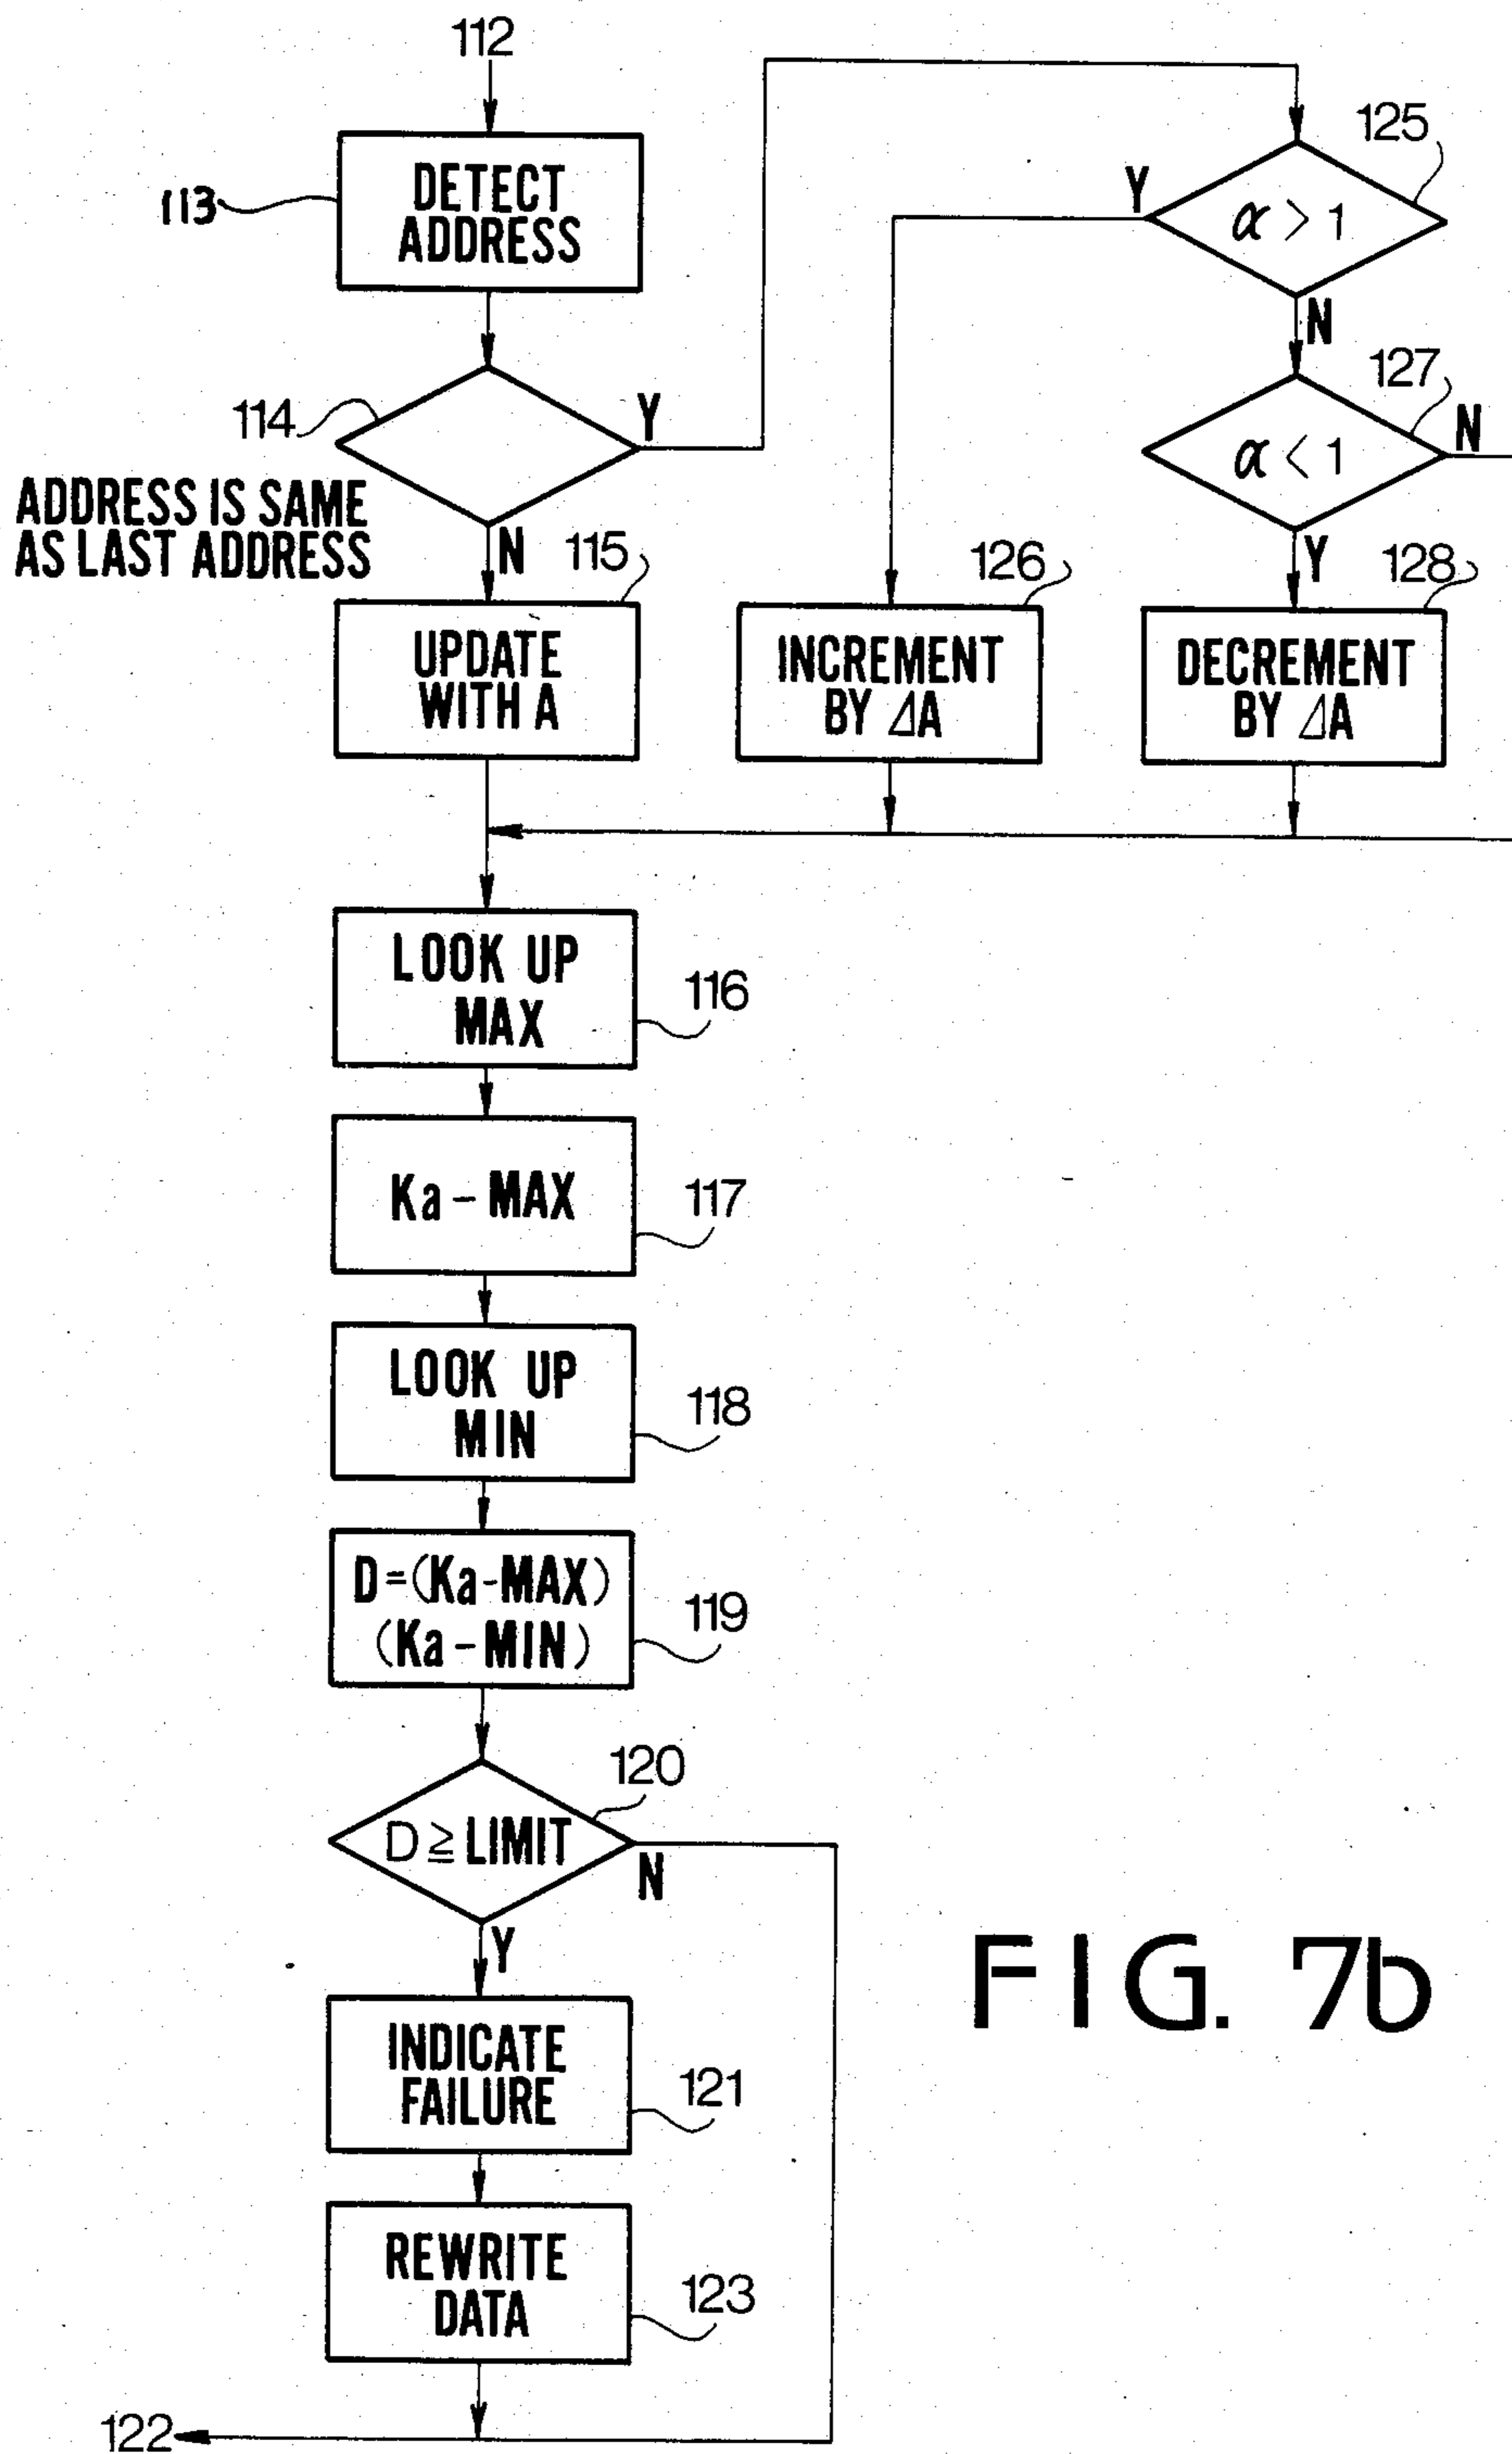 112
113
DETECT
ADDRESS
114
Y
ADDRESS IS SAME
AS LAST ADDRESS
N
115
UPDATE
WITH A
125
Y
α > 1
N
127
α < 1
N
Y
126
INCREMENT
BY ΔA
128
DECREMENT
BY ΔA
LOOK UP
MAX
116
Ka – MAX
117
LOOK UP
MIN
118
D=(Ka-MAX)
(Ka – MIN)
119
120
D ≧ LIMIT
N
Y
INDICATE
FAILURE
121
REWRITE
DATA
123
122
FIG. 7b